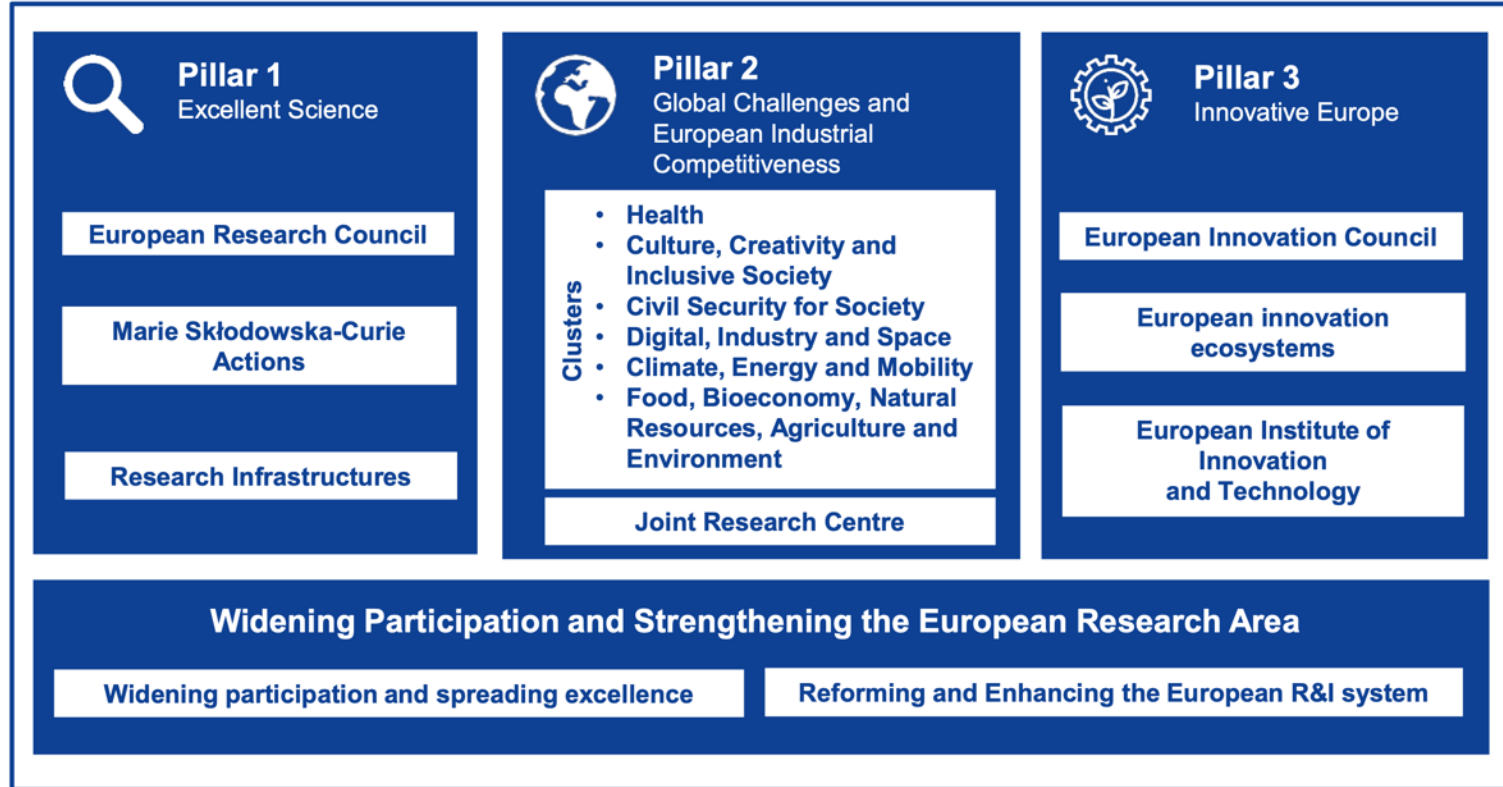 Pillar 1
Excellent Science
European Research Council
Marie Skłodowska-Curie
Actions
Research Infrastructures
Pillar 2
Global Challenges and
European Industrial
Competitiveness
Clusters
• Health
• Culture, Creativity and
Inclusive Society
• Civil Security for Society
• Digital, Industry and Space
• Climate, Energy and Mobility
• Food, Bioeconomy, Natural
Resources, Agriculture and
Environment
Joint Research Centre
Pillar 3
Innovative Europe
European Innovation Council
European innovation
ecosystems
European Institute of
Innovation
and Technology
Widening Participation and Strengthening the European Research Area
Widening participation and spreading excellence
Reforming and Enhancing the European R&I system